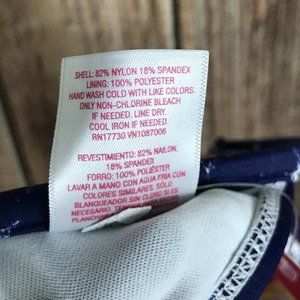 SHELL: 82% NYLON 18% SPANDEX
LINING: 100% POLYESTER
HAND WASH COLD WITH LIKE COLORS.
ONLY NON-CHLORINE BLEACH
IF NEEDED. LINE DRY.
COOL IRON IF NEEDED.
RN17730 VN1087006
REVESTIMIENTO: 82% NAILON,
18% SPANDEX
FORRO: 100% POLIÉSTER
LAVAR A MANO CON AGUA FRIA CON
COLORES SIMILARES. SÓLO
BLANQUEADOR SIN CLORO SI ES
NECESARIO.